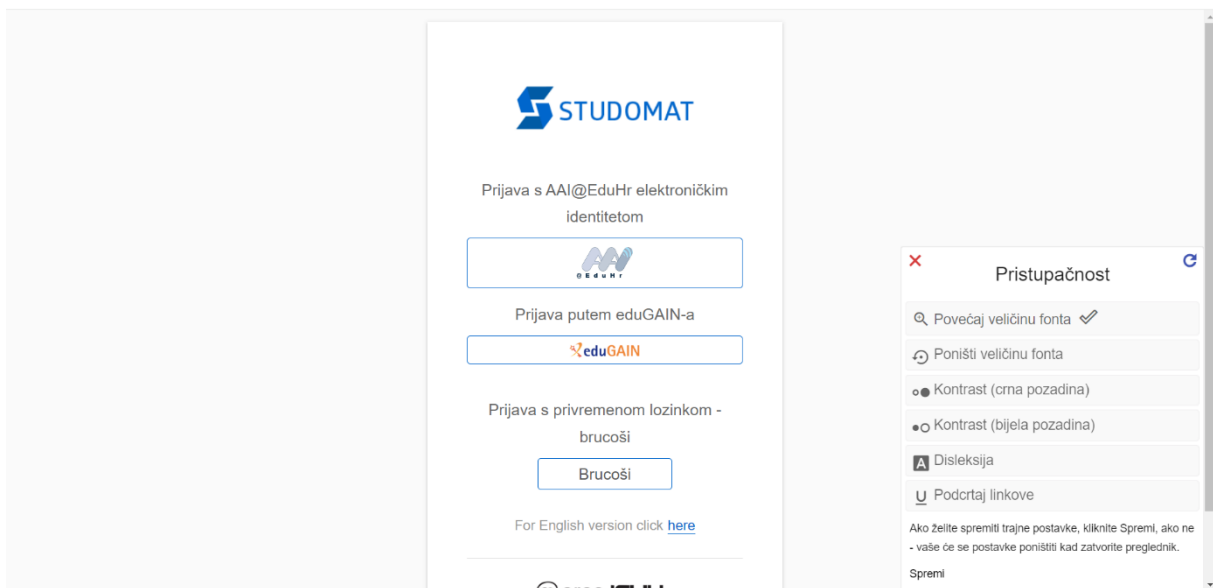 STUDOMAT
Prijava s AAI@EduHr elektroničkim
identitetom
AAI
@EduHr
Prijava putem eduGAIN-a
eduGAIN
Prijava s privremenom lozinkom -
brucoši
Brucoši
For English version click here
Pristupačnost
Povećaj veličinu fonta
Poništi veličinu fonta
Kontrast (crna pozadina)
Kontrast (bijela pozadina)
A Disleksija
U Podcrtaj linkove
Ako želite spremiti trajne postavke, kliknite Spremi, ako ne
- vaše će se postavke poništiti kad zatvorite preglednik.
Spremi